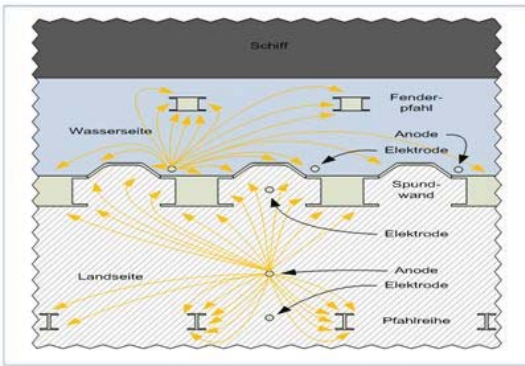 Schiff
Fender-
pfahl
Wasserseite
Anode
Elektrode
Spund-
wand
Elektrode
Landseite
Anode
Elektrode
Pfahlreihe